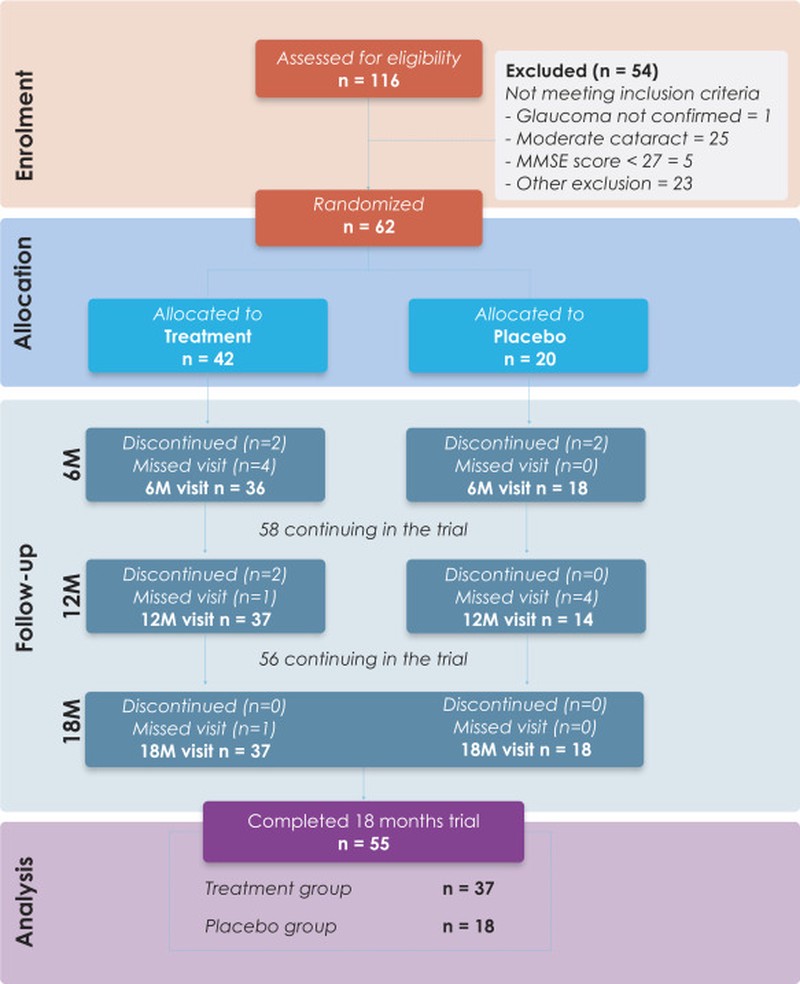 Enrolment
Assessed for eligibility
n = 116
Excluded (n = 54)
Not meeting inclusion criteria
- Glaucoma not confirmed = 1
- Moderate cataract = 25
- MMSE score < 27 = 5
- Other exclusion = 23
Randomized
n = 62
Allocation
Allocated to
Treatment
n = 42
Allocated to
Placebo
n = 20
Follow-up
6M
Discontinued (n=2)
Missed visit (n=4)
6M visit n = 36
Discontinued (n=2)
Missed visit (n=0)
6M visit n = 18
58 continuing in the trial
12M
Discontinued (n=2)
Missed visit (n=1)
12M visit n = 37
Discontinued (n=0)
Missed visit (n=4)
12M visit n = 14
56 continuing in the trial
18M
Discontinued (n=0)
Missed visit (n=1)
18M visit n = 37
Discontinued (n=0)
Missed visit (n=0)
18M visit n = 18
Analysis
Completed 18 months trial
n = 55
Treatment group n = 37
Placebo group n = 18